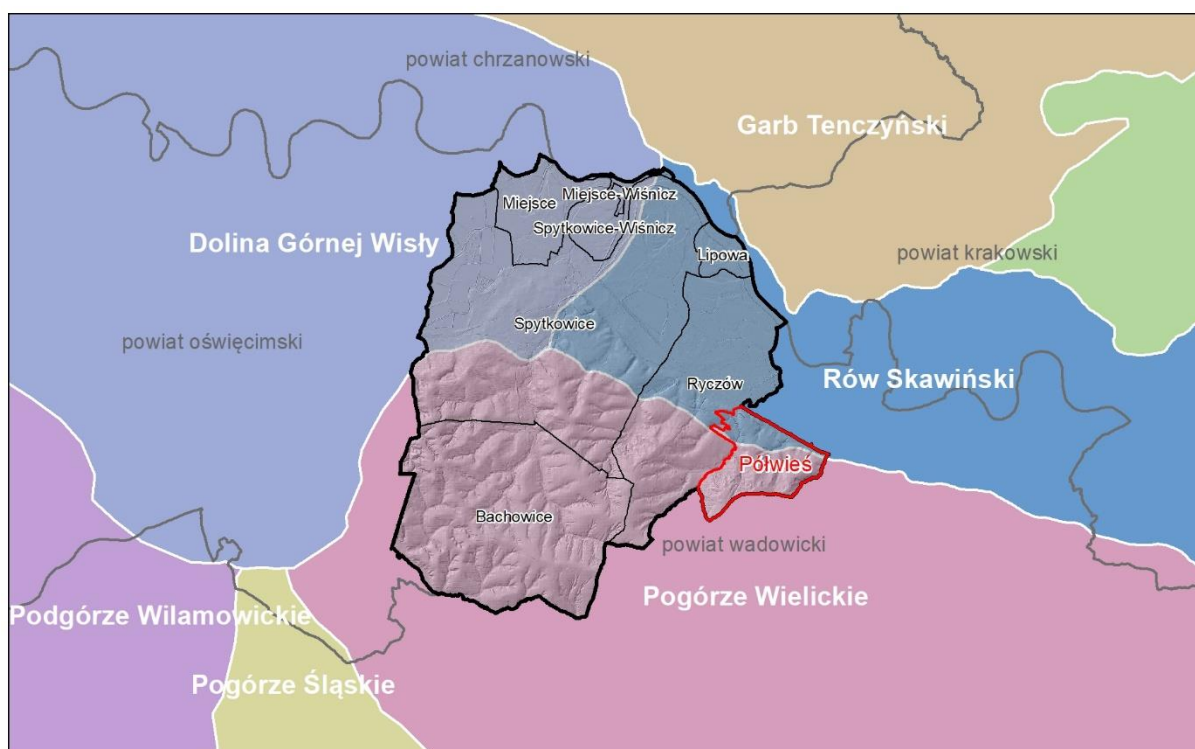 powiat chrzanowski
Garb Tenczyński
Miejsce-Wiśnicz
Miejsce
Spytkowice-Wiśnicz
Dolina Górnej Wisły
Lipowa
powiat krakowski
Spytkowice
powiat oświęcimski
Rów Skawiński
Ryczów
Półwieś
Bachowice
powiat wadowicki
Pogórze Wielickie
Podgórze Wilamowickie
Pogórze Śląskie